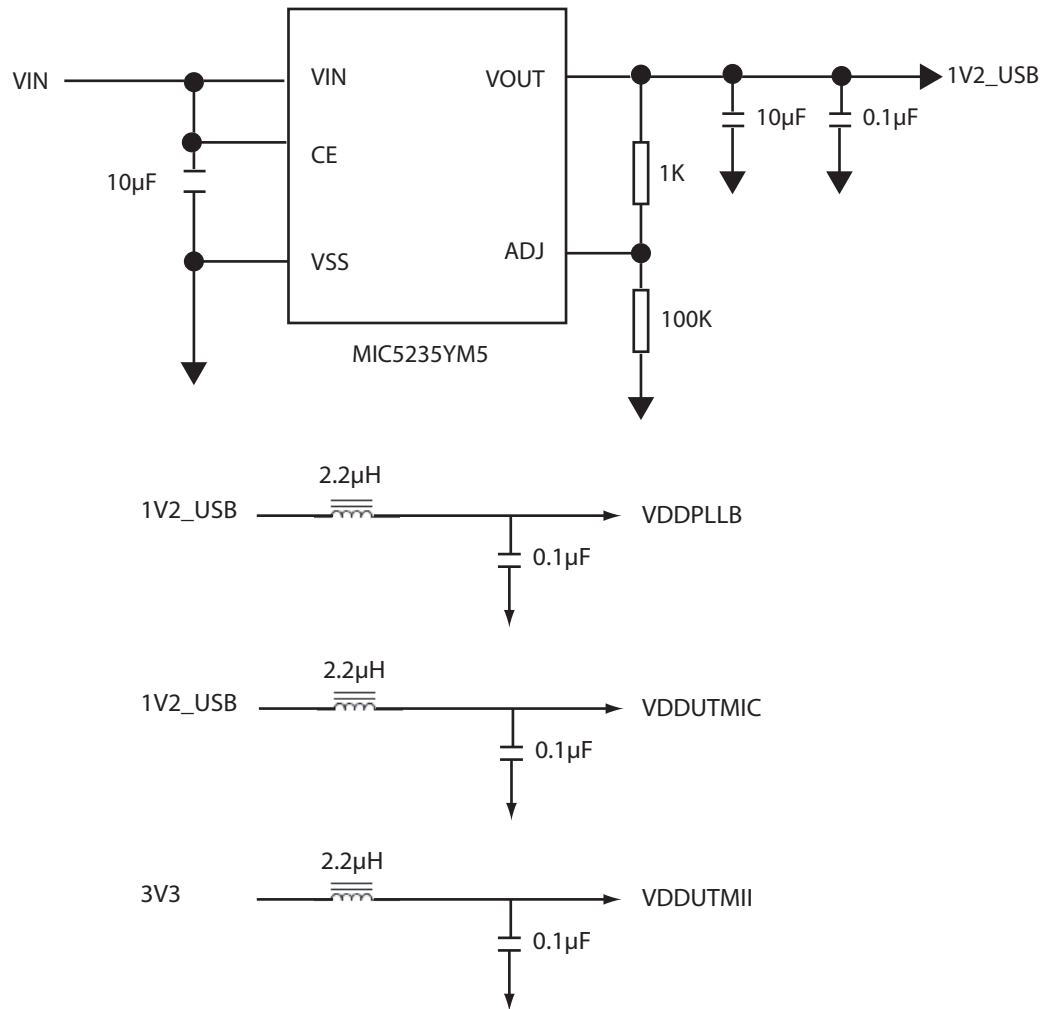 VIN
VIN
VOUT
1V2_USB
10µF
0.1µF
CE
10µF
1K
ADJ
VSS
100K
MIC5235YM5
2.2µH
1V2_USB
VDDPLLB
0.1µF
2.2µH
1V2_USB
VDDUTMIC
0.1µF
2.2µH
3V3
VDDUTMII
0.1µF